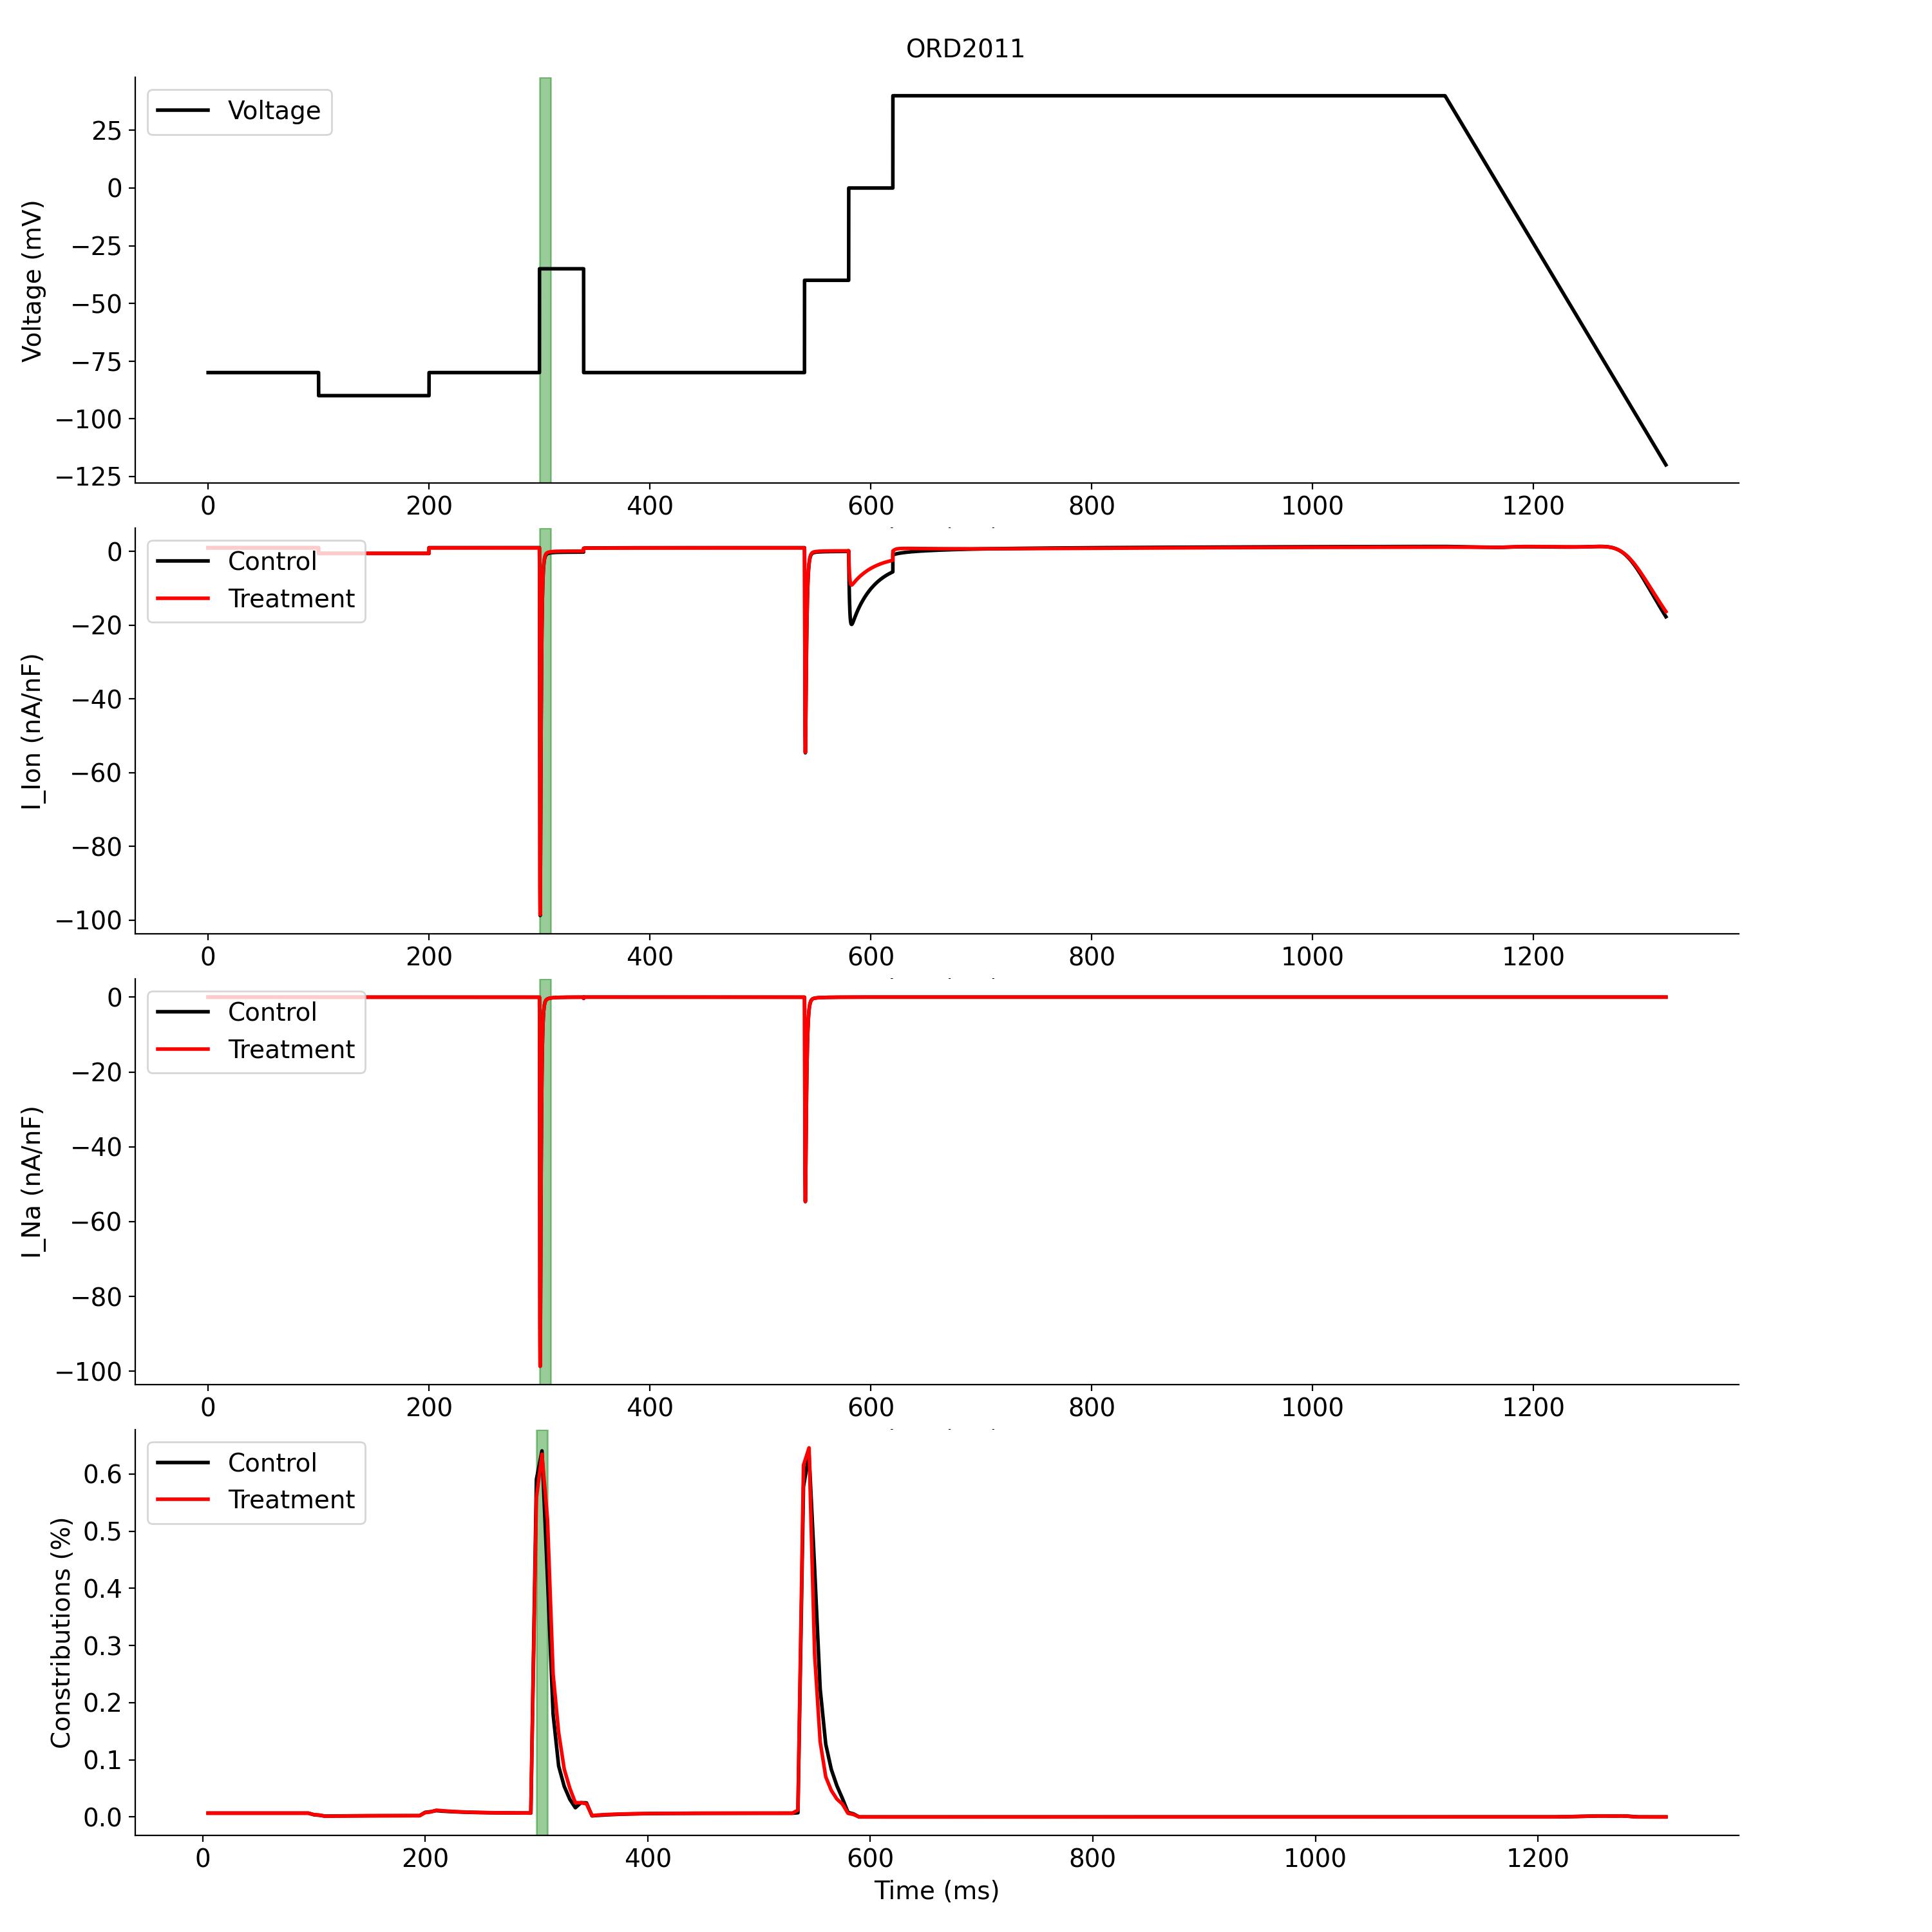 ORD2011
Voltage (mV)
25
0
−25
−50
−75
−100
−125
Voltage
0 200 400 600 800 1000 1200
I_Ion (nA/nF)
0
−20
−40
−60
−80
−100
Control
Treatment
0 200 400 600 800 1000 1200
I_Na (nA/nF)
0
−20
−40
−60
−80
−100
Control
Treatment
0 200 400 600 800 1000 1200
Constributions (%)
0.6
0.5
0.4
0.3
0.2
0.1
0.0
Control
Treatment
0 200 400 600 800 1000 1200
Time (ms)